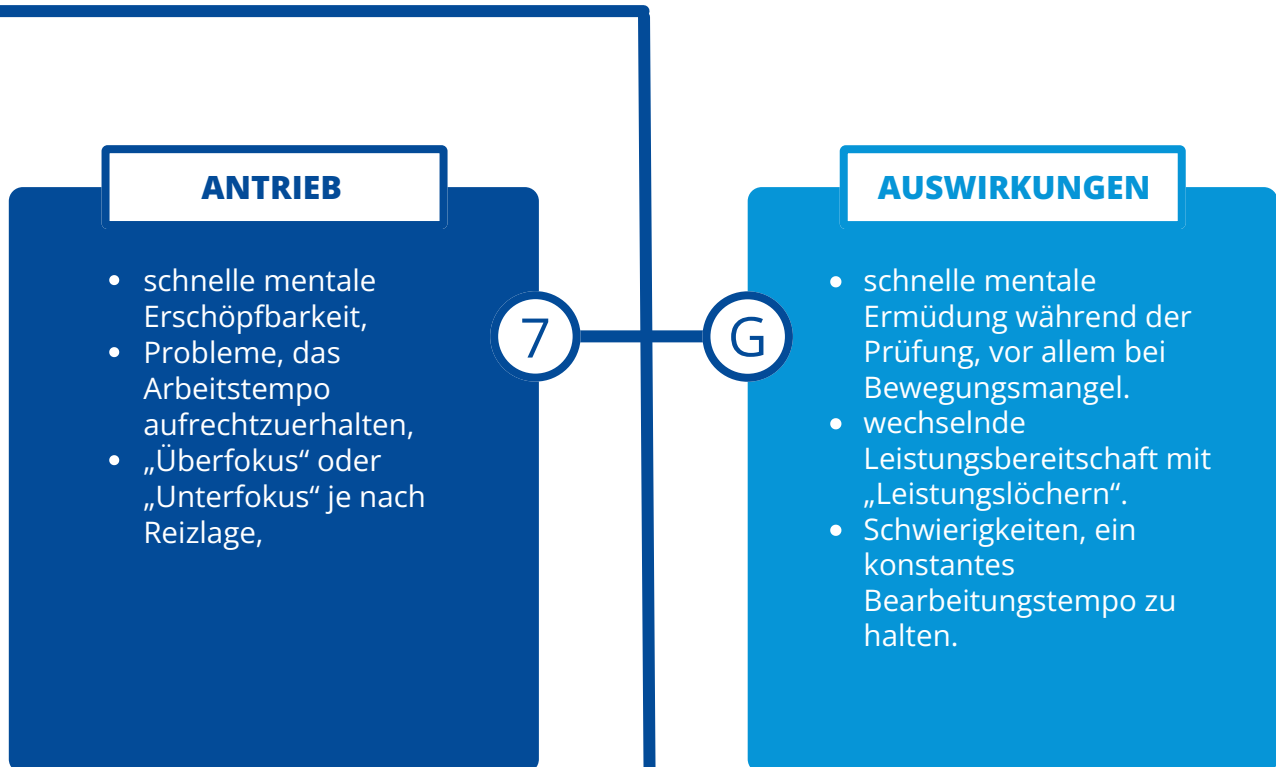 ANTRIEB
• schnelle mentale
Erschöpfbarkeit,
• Probleme, das
Arbeitstempo
aufrechtzuerhalten,
• „Überfokus“ oder
„Unterfokus“ je nach
Reizlage,
7
G
AUSWIRKUNGEN
• schnelle mentale
Ermüdung während der
Prüfung, vor allem bei
Bewegungsmangel.
• wechselnde
Leistungsbereitschaft mit
„Leistungslöchern“.
• Schwierigkeiten, ein
konstantes
Bearbeitungstempo zu
halten.